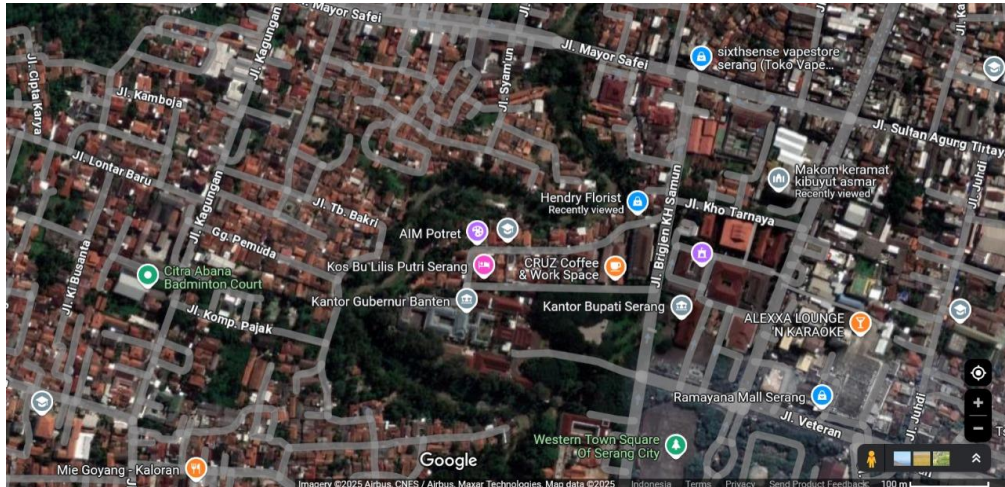 Jl. Mayor Safei
Jl. Ka
Jl. Kagungan
Jl. Mayor Safei
sixthsense vapestore
serang (Toko Vape...
Jl. Cipta Karya
Jl. Kamboja
Jl. Syam'un
Jl. Sultan Agung Tirtay
Jl. Lontar Baru
Makom keramat
kibuyut asmar
Recently viewed
Jl. Juhdi
Hendry Florist
Recently viewed
Jl. Kagungan
Jl. Tb. Bakri
Jl. Kho Tarnaya
Jl. Brigjen KH Samun
AIM Potret
Gg. Pemuda
Kos Bu'Lilis Putri Serang
CRUZ Coffee
& Work Space
Jl. Ki Busanta
Citra Abana
Badminton Court
Kantor Gubernur Banten
Kantor Bupati Serang
Jl. Komp. Pajak
ALEXXA LOUNGE
'N KARAOKE
Ramayana Mall Serang
Jl. Veteran
Jl. Juhdi
Western Town Square
Of Serang City
Mie Goyang - Kaloran
Google
Imagery ©2025 Airbus, CNES / Airbus, Maxar Technologies, Map data ©2025 Indonesia Terms Privacy Send Product Feedback 100 m